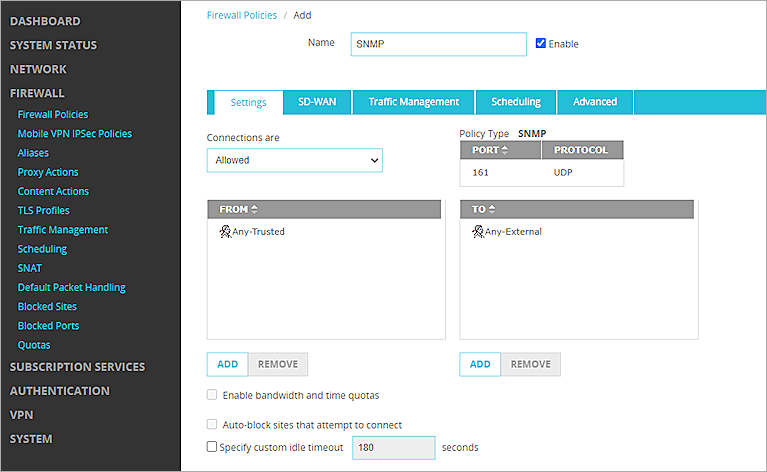 DASHBOARD
SYSTEM STATUS
NETWORK
FIREWALL
Firewall Policies
Mobile VPN IPSec Policies
Aliases
Proxy Actions
Content Actions
TLS Profiles
Traffic Management
Scheduling
SNAT
Default Packet Handling
Blocked Sites
Blocked Ports
Quotas
SUBSCRIPTION SERVICES
AUTHENTICATION
VPN
SYSTEM
Firewall Policies / Add
Name SNMP Enable
Settings SD-WAN Traffic Management Scheduling Advanced
Connections are
Allowed
Policy Type SNMP
PORT PROTOCOL
161 UDP
FROM
Any-Trusted
ADD REMOVE
TO
Any-External
ADD REMOVE
Enable bandwidth and time quotas
Auto-block sites that attempt to connect
Specify custom idle timeout 180 seconds